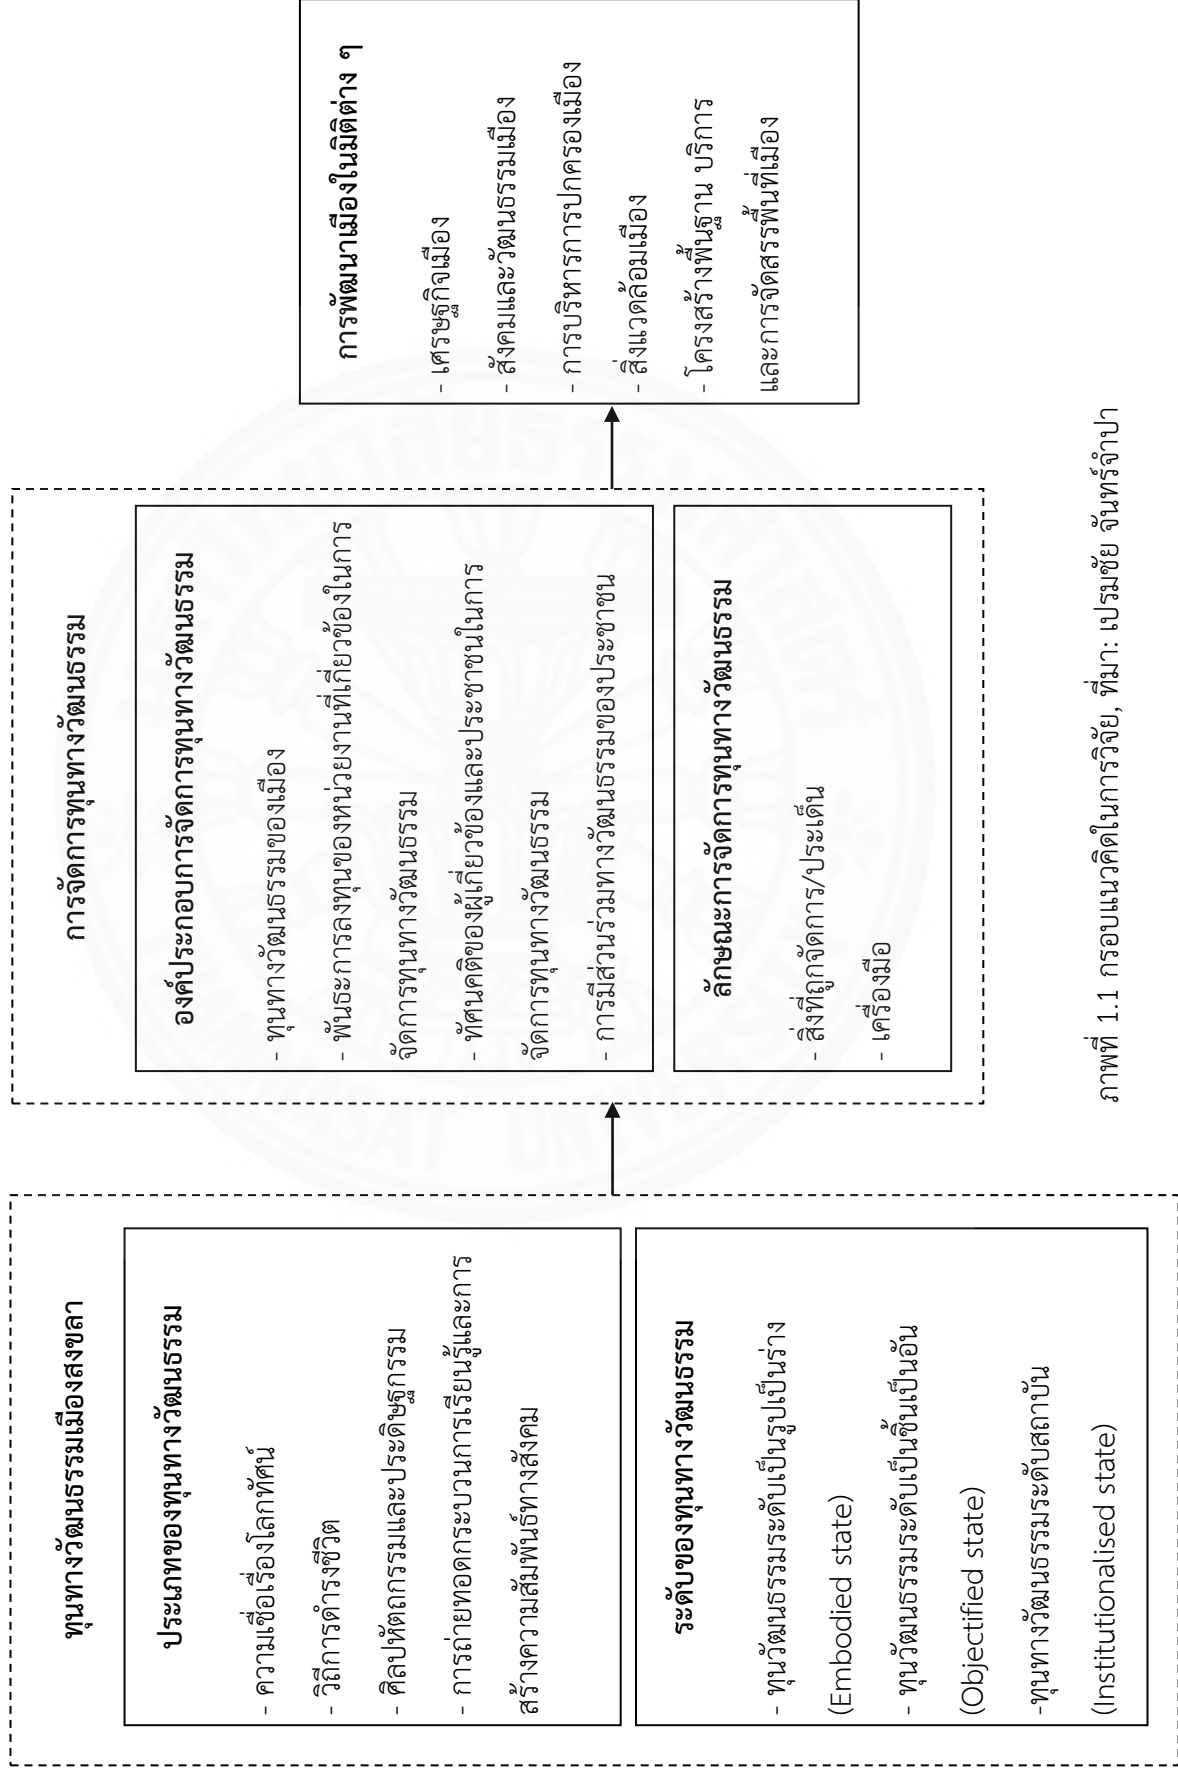 ทุนทางวัฒนธรรมเมืองสงขลา
ประเภทของทุนทางวัฒนธรรม
- ความเชื่อเรื่องโลกทัศน์
- วิถีการดำรงชีวิต
- ศิลปหัตถกรรมและประดิษฐกรรม
- การถ่ายทอดกระบวนการเรียนรู้และการ
สร้างความสัมพันธ์ทางสังคม
ระดับของทุนทางวัฒนธรรม
- ทุนวัฒนธรรมระดับเป็นรูปเป็นร่าง
(Embodied state)
- ทุนวัฒนธรรมระดับเป็นชิ้นเป็นอัน
(Objectified state)
-ทุนทางวัฒนธรรมระดับสถาบัน
(Institutionalised state)
การจัดการทุนทางวัฒนธรรม
องค์ประกอบการจัดการทุนทางวัฒนธรรม
- ทุนทางวัฒนธรรมของเมือง
- พันธะการลงทุนของหน่วยงานที่เกี่ยวข้องในการ
จัดการทุนทางวัฒนธรรม
- ทัศนคติของผู้เกี่ยวข้องและประชาชนในการ
จัดการทุนทางวัฒนธรรม
- การมีส่วนร่วมทางวัฒนธรรมของประชาชน
ลักษณะการจัดการทุนทางวัฒนธรรม
- สิ่งที่ถูกจัดการ/ประเด็น
- เครื่องมือ
การพัฒนาเมืองในมิติต่าง ๆ
- เศรษฐกิจเมือง
- สังคมและวัฒนธรรมเมือง
- การบริหารการปกครองเมือง
- สิ่งแวดล้อมเมือง
- โครงสร้างพื้นฐาน บริการ
และการจัดสรรพื้นที่เมือง
ภาพที่ 1.1 กรอบแนวคิดในการวิจัย, ที่มา: เปรมชัย จันทร์จำปา